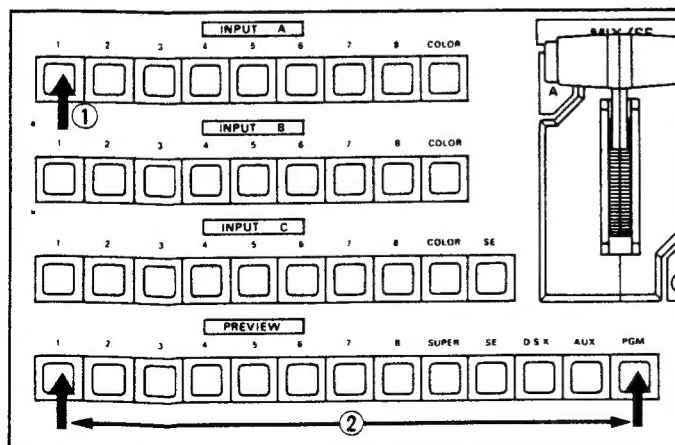 INPUT A
1 2 3 4 5 6 7 8 COLOR
①
INPUT B
1 2 3 4 5 6 7 8 COLOR
INPUT C
1 2 3 4 5 6 7 8 COLOR SE
PREVIEW
1 2 3 4 5 6 7 8 SUPER SE DSK AUX PGM
②
A